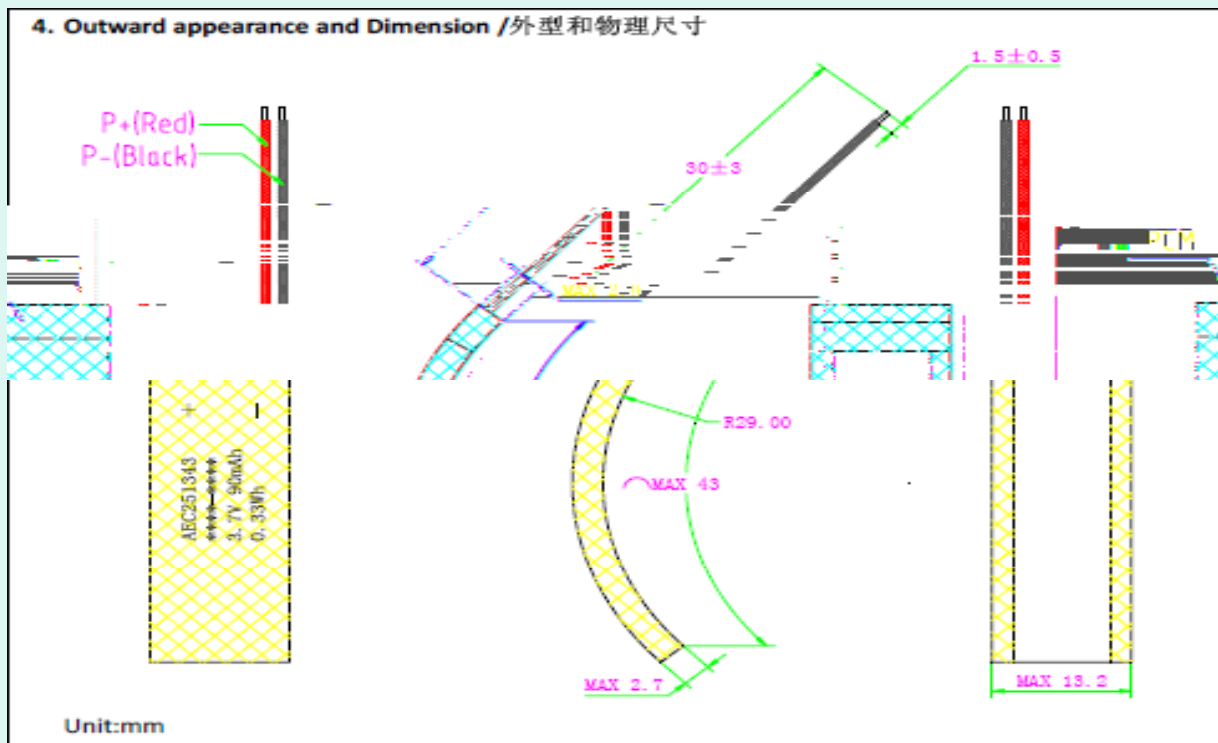 4. Outward appearance and Dimension /外型和物理尺寸
1.5±0.5
P+(Red)
P-(Black)
30±3
PCM
+ -
R29.00
AEC251343
********-****
3.7V 90mAh
0.33Wh
⌒MAX 43
MAX 2.7
MAX 13.2
Unit:mm